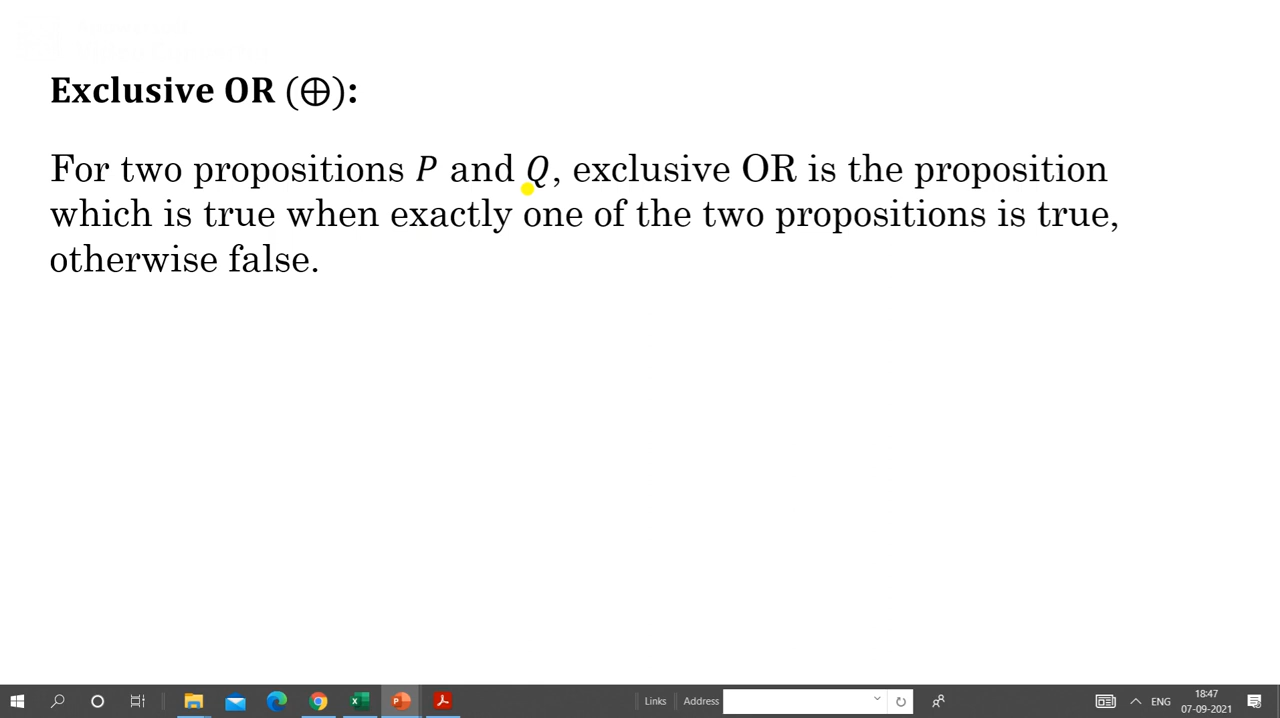 Exclusive OR (⊕):
For two propositions 𝑃 and 𝑄, exclusive OR is the proposition
which is true when exactly one of the two propositions is true,
otherwise false.
Links Address ENG 18:47
07-09-2021